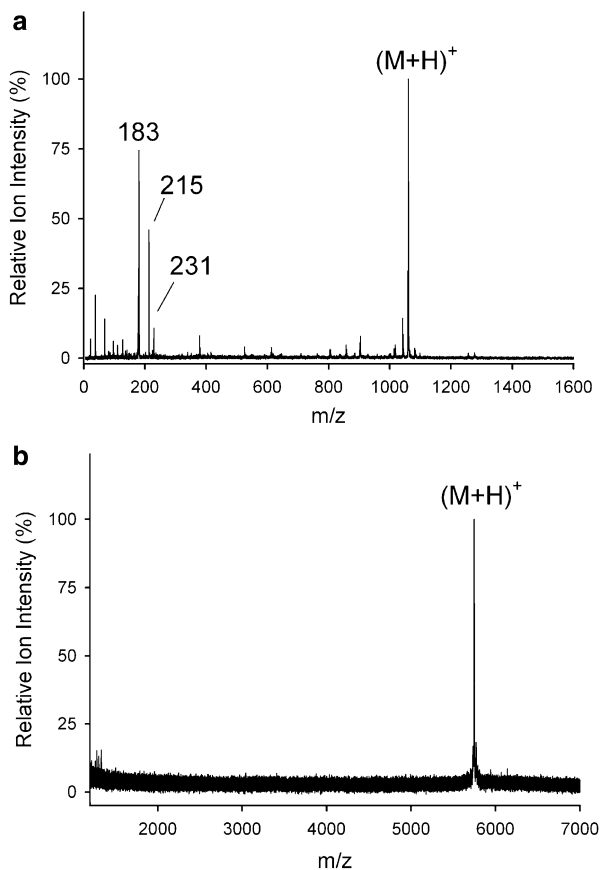 a
(M+H)+
Relative Ion Intensity (%)
100
75
50
25
0
183
215
231
0 200 400 600 800 1000 1200 1400 1600
m/z
b
(M+H)+
Relative Ion Intensity (%)
100
75
50
25
0
2000 3000 4000 5000 6000 7000
m/z